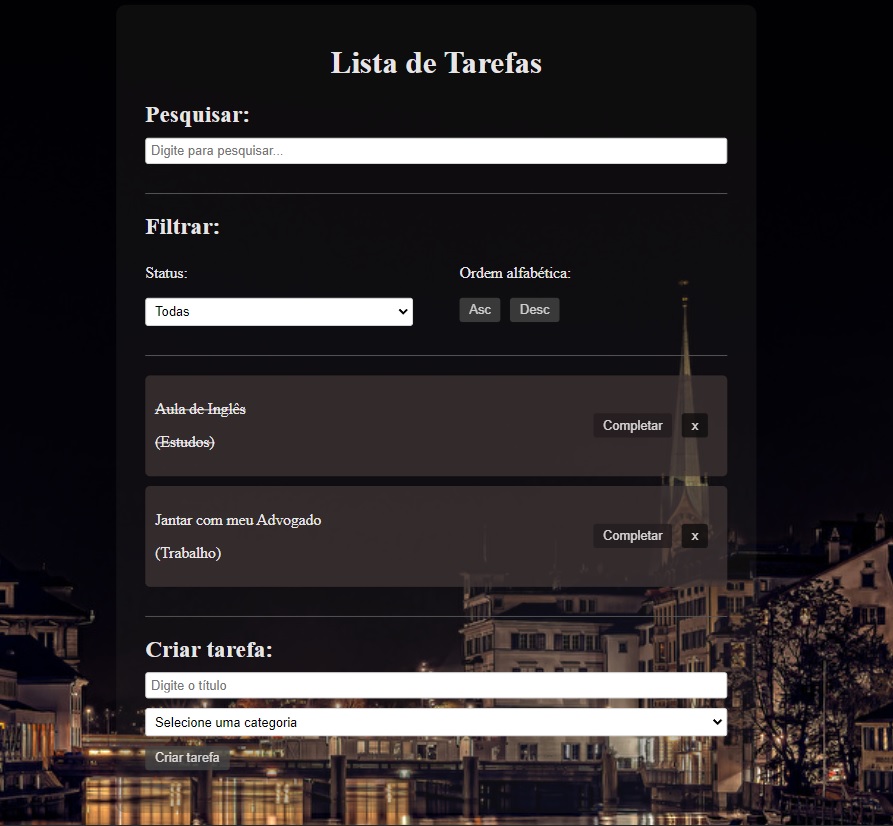 Lista de Tarefas
Pesquisar:
Digite para pesquisar...
Filtrar:
Status:
Ordem alfabética:
Todas
Asc
Desc
Aula de Inglês
(Estudos)
Completar
x
Jantar com meu Advogado
(Trabalho)
Completar
x
Criar tarefa:
Digite o título
Selecione uma categoria
Criar tarefa